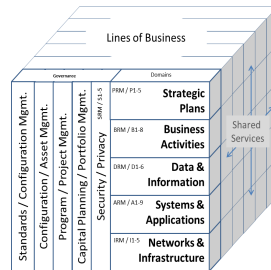 Lines of Business
Governance
Domains
Standards / Configuration Mgmt.
Configuration / Asset Mgmt.
Program / Project Mgmt.
Capital Planning / Portfolio Mgmt.
Security / Privacy
SRM / S1-5
PRM / P1-5
Strategic
Plans
BRM / B1-8
Business
Activities
DRM / D1-6
Data &
Information
ARM / A1-9
Systems &
Applications
IRM / I1-5
Networks &
Infrastructure
Shared
Services